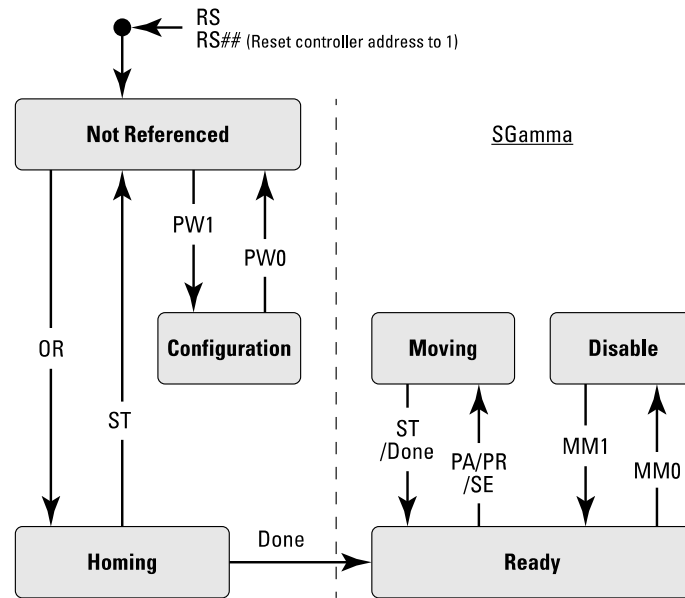 RS
RS## (Reset controller address to 1)
Not Referenced
SGamma
PW1
PW0
Configuration
Moving
Disable
OR
ST
ST
/Done
PA/PR
/SE
MM1
MM0
Homing
Done
Ready